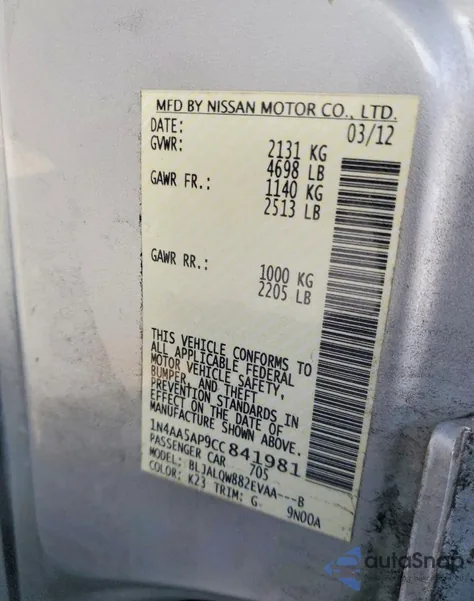 MFD BY NISSAN MOTOR CO., LTD.
DATE: 03/12
GVWR: 2131 KG
4698 LB
GAWR FR.: 1140 KG
2513 LB
GAWR RR.: 1000 KG
2205 LB
THIS VEHICLE CONFORMS TO
ALL APPLICABLE FEDERAL
MOTOR VEHICLE SAFETY,
BUMPER, AND THEFT
PREVENTION STANDARDS IN
EFFECT ON THE DATE OF
MANUFACTURE SHOWN ABOVE.
1N4AA5AP9CC841981
PASSENGER CAR 705
MODEL: BLJALQW882EVAA---B
COLOR: K23 TRIM: G 9N00A
autoSnap